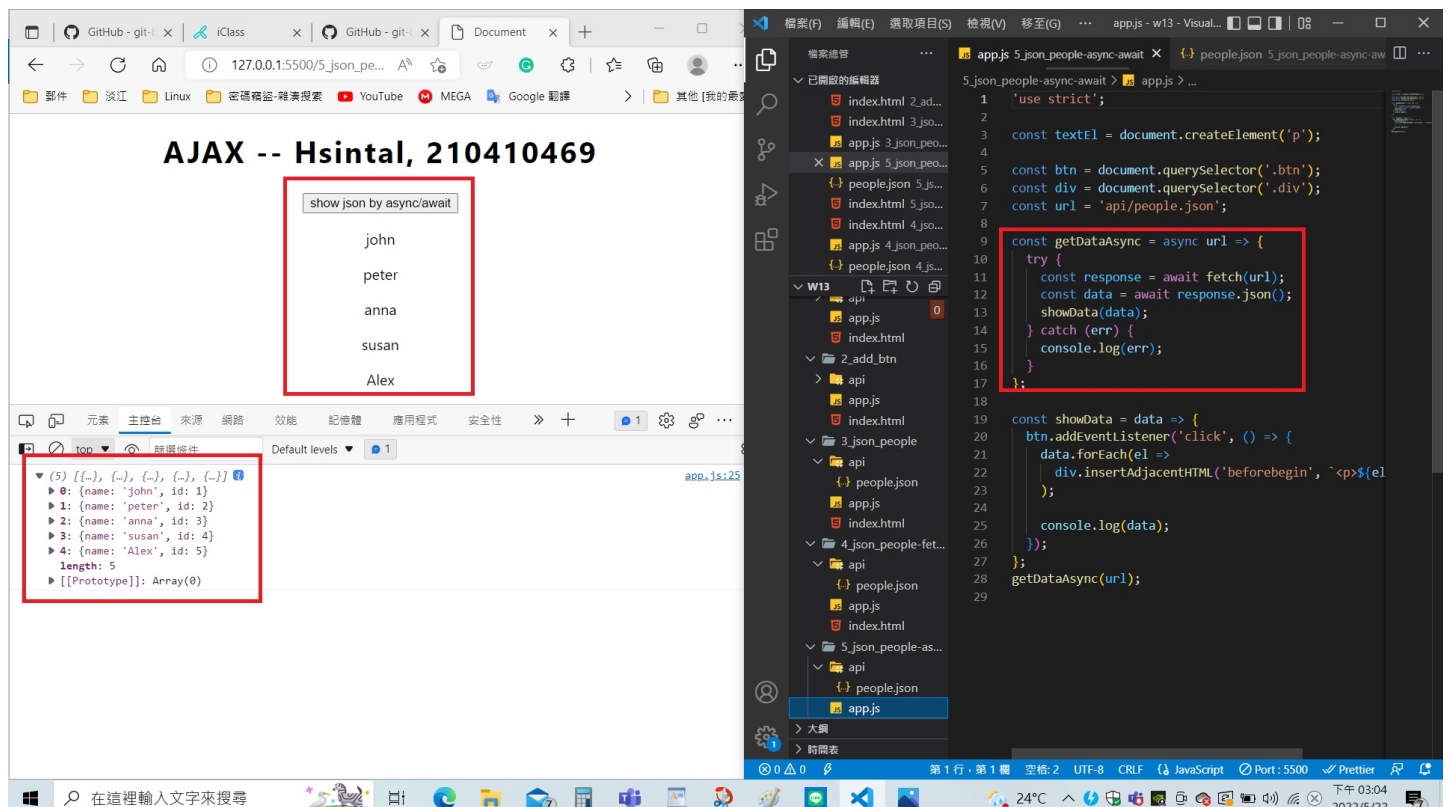 GitHub - git-l
iClass
GitHub - git-l
Document
127.0.0.1:5500/5_json_pe...
郵件
淡江
Linux
密碼竊盜-雜湊搜索
YouTube
MEGA
Google 翻譯
其他 [我的最愛
AJAX -- Hsintal, 210410469
show json by async/await
john
peter
anna
susan
Alex
元素 主控台 來源 網路 效能 記憶體 應用程式 安全性 1
top 篩選條件 Default levels ▼ 1
▼ (5) [{…}, {…}, {…}, {…}, {…}] app.js:25
▶ 0: {name: 'john', id: 1}
▶ 1: {name: 'peter', id: 2}
▶ 2: {name: 'anna', id: 3}
▶ 3: {name: 'susan', id: 4}
▶ 4: {name: 'Alex', id: 5}
length: 5
▶ [[Prototype]]: Array(0)
檔案(F) 編輯(E) 選取項目(S) 檢視(V) 移至(G) ··· app.js - w13 - Visual...
檔案總管
已開啟的編輯器
index.html 2_ad...
index.html 3_jso...
app.js 3_json_peo...
app.js 5_json_peo...
people.json 5_js...
index.html 5_jso...
index.html 4_jso...
app.js 4_json_peo...
people.json 4_js...
W13
api
0
app.js
index.html
2_add_btn
api
app.js
index.html
3_json_people
api
people.json
app.js
index.html
4_json_people-fet...
api
people.json
app.js
index.html
5_json_people-as...
api
people.json
app.js
大綱
時間表
app.js 5_json_people-async-await
people.json 5_json_people-async-aw
5_json_people-async-await > app.js > ...
1 'use strict';
2
3 const textEl = document.createElement('p');
4
5 const btn = document.querySelector('.btn');
6 const div = document.querySelector('.div');
7 const url = 'api/people.json';
8
9 const getDataAsync = async url => {
10 try {
11 const response = await fetch(url);
12 const data = await response.json();
13 showData(data);
14 } catch (err) {
15 console.log(err);
16 }
17 };
18
19 const showData = data => {
20 btn.addEventListener('click', () => {
21 data.forEach(el =>
22 div.insertAdjacentHTML('beforebegin', `<p>${el
23 );
24
25 console.log(data);
26 });
27 };
28 getDataAsync(url);
29
1
0 0 第 1 行，第 1 欄 空格: 2 UTF-8 CRLF JavaScript Port : 5500 Prettier
在這裡輸入文字來搜尋
24°C
下午 03:04
2022/5/23